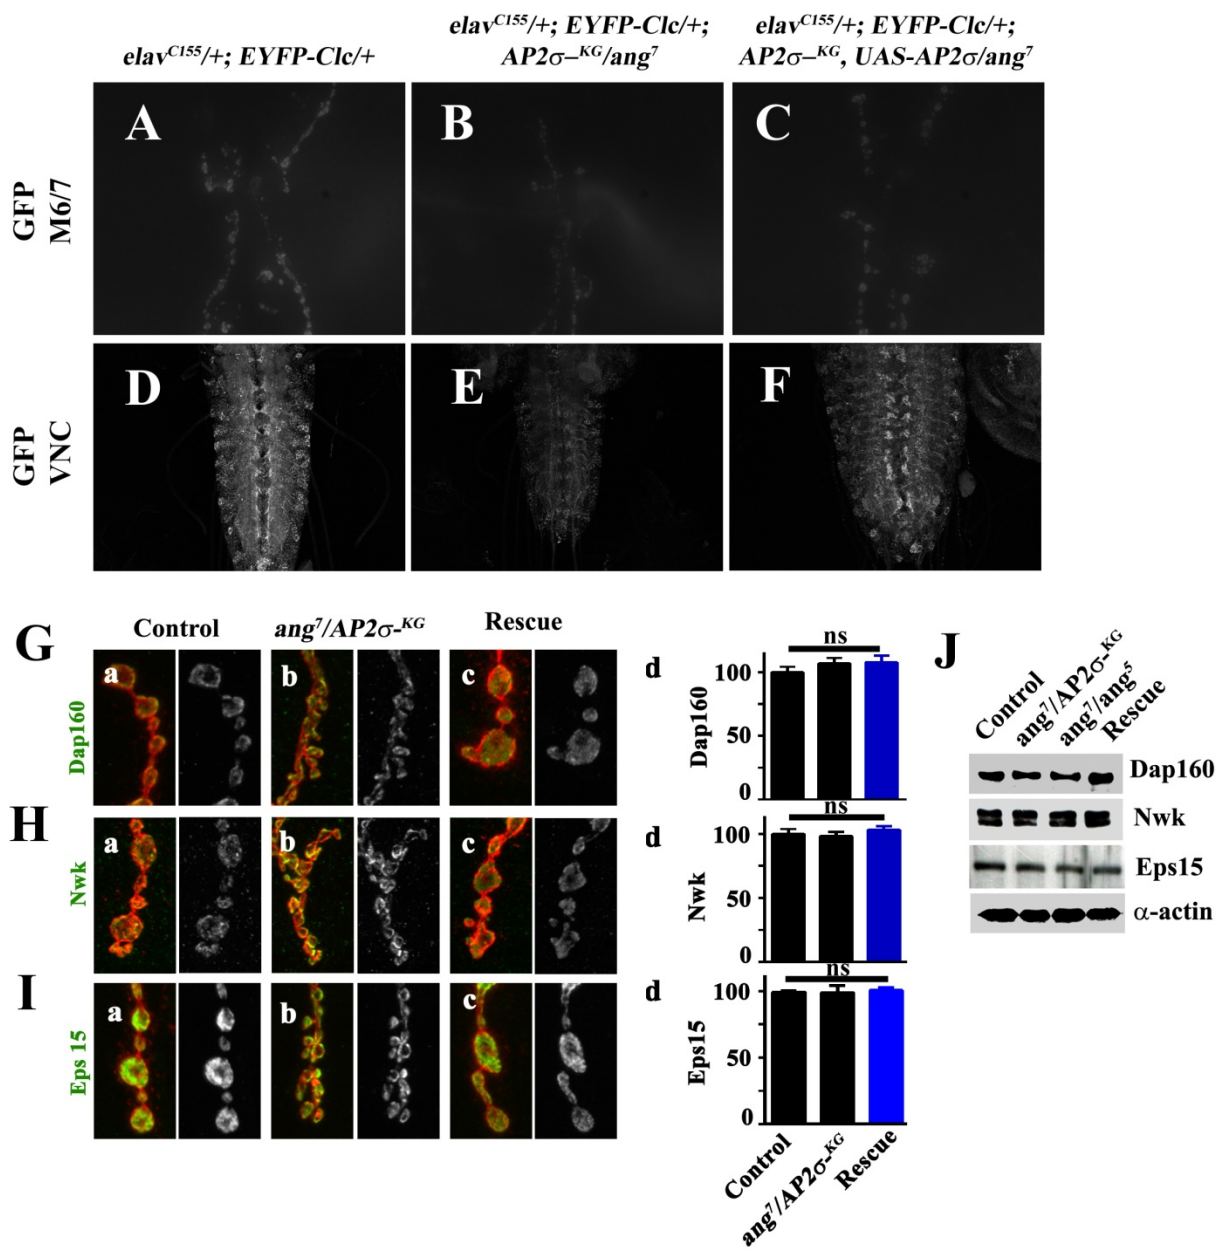 elavC155/+; EYFP-Clc/+
elavC155/+; EYFP-Clc/+;
AP2σ–KG/ang7
elavC155/+; EYFP-Clc/+;
AP2σ–KG, UAS-AP2σ/ang7
GFP
M6/7
A
B
C
GFP
VNC
D
E
F
G
Control
ang7/AP2σ-KG
Rescue
Dap160
a
b
c
d
Dap160
100
50
0
ns
H
Nwk
a
b
c
d
Nwk
100
50
0
ns
I
Eps 15
a
b
c
d
Eps15
100
50
0
ns
Control
ang7/AP2σ-KG
Rescue
J
Control
ang7/AP2σ-KG
ang7/ang5
Rescue
Dap160
Nwk
Eps15
α-actin